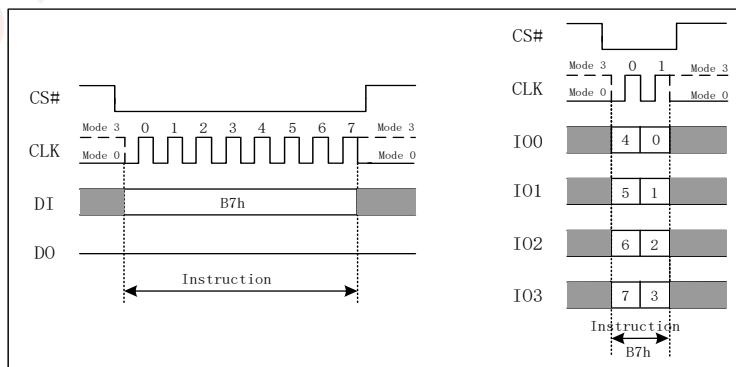 CS#
Mode 3 0 1 2 3 4 5 6 7 Mode 3
CLK
Mode 0 Mode 0
DI B7h
DO
Instruction
CS#
Mode 3 0 1 Mode 3
CLK
Mode 0 Mode 0
IO0 4 0
IO1 5 1
IO2 6 2
IO3 7 3
Instruction
B7h